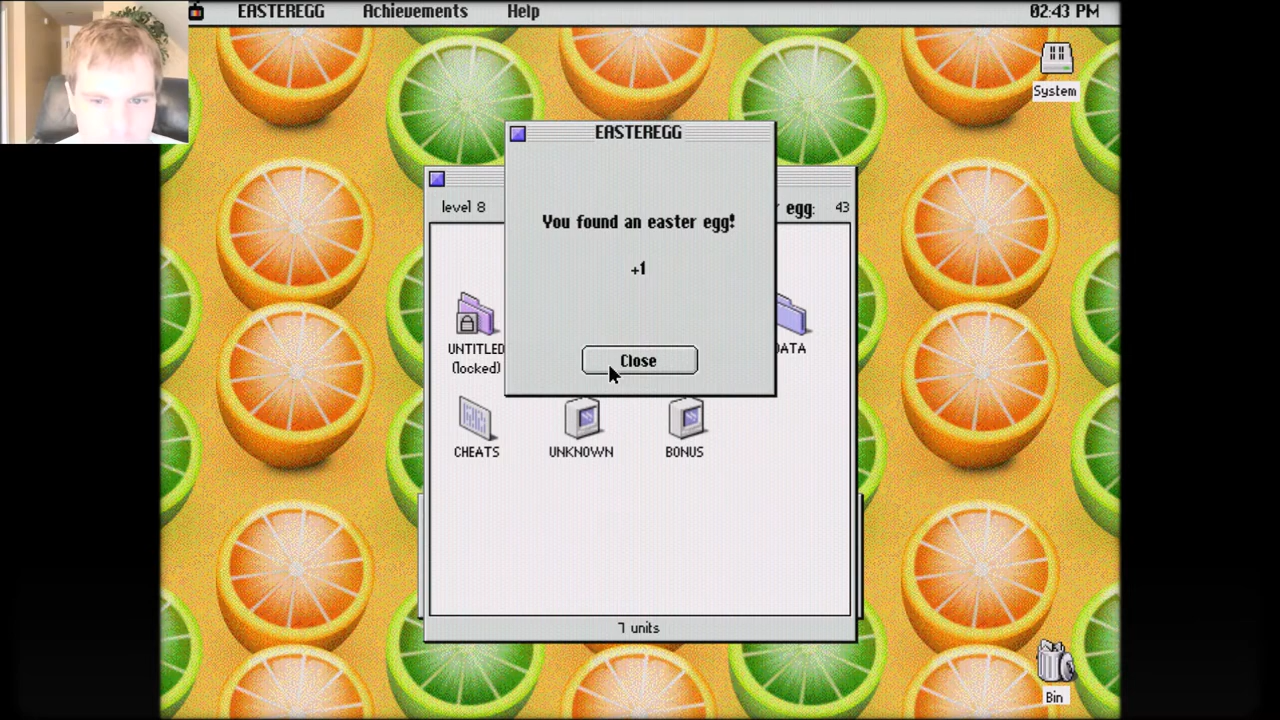 EASTEREGG Achievements Help 02:43 PM
System
EASTEREGG
level 8
egg: 43
You found an easter egg!
+1
Close
UNTITLED
(locked)
CHEATS
UNKNOWN
BONUS
7 units
Bin